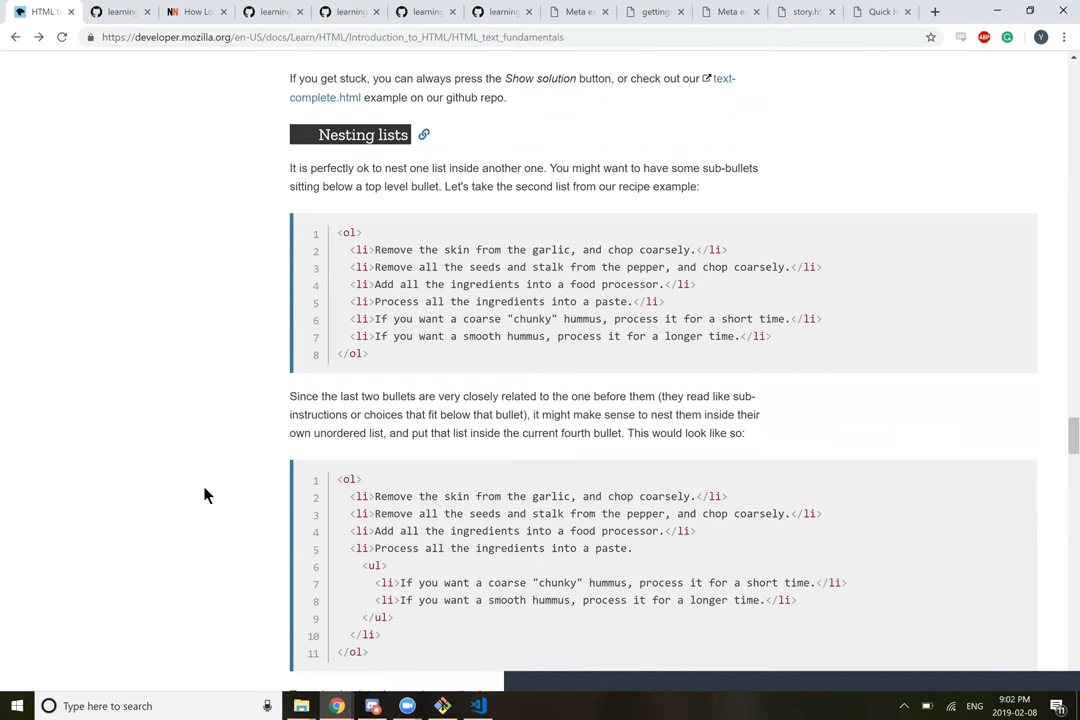 HTML t
learning
How Lo
learning
learning
learning
learning
Meta e
getting
Meta e
story.h
Quick h
https://developer.mozilla.org/en-US/docs/Learn/HTML/Introduction_to_HTML/HTML_text_fundamentals
ABP
Y
If you get stuck, you can always press the Show solution button, or check out our text-
complete.html example on our github repo.
Nesting lists
It is perfectly ok to nest one list inside another one. You might want to have some sub-bullets
sitting below a top level bullet. Let's take the second list from our recipe example:
1 <ol>
2 <li>Remove the skin from the garlic, and chop coarsely.</li>
3 <li>Remove all the seeds and stalk from the pepper, and chop coarsely.</li>
4 <li>Add all the ingredients into a food processor.</li>
5 <li>Process all the ingredients into a paste.</li>
6 <li>If you want a coarse "chunky" hummus, process it for a short time.</li>
7 <li>If you want a smooth hummus, process it for a longer time.</li>
8 </ol>
Since the last two bullets are very closely related to the one before them (they read like sub-
instructions or choices that fit below that bullet), it might make sense to nest them inside their
own unordered list, and put that list inside the current fourth bullet. This would look like so:
1 <ol>
2 <li>Remove the skin from the garlic, and chop coarsely.</li>
3 <li>Remove all the seeds and stalk from the pepper, and chop coarsely.</li>
4 <li>Add all the ingredients into a food processor.</li>
5 <li>Process all the ingredients into a paste.
6 <ul>
7 <li>If you want a coarse "chunky" hummus, process it for a short time.</li>
8 <li>If you want a smooth hummus, process it for a longer time.</li>
9 </ul>
10 </li>
11 </ol>
Type here to search
ENG
9:02 PM
2019-02-08